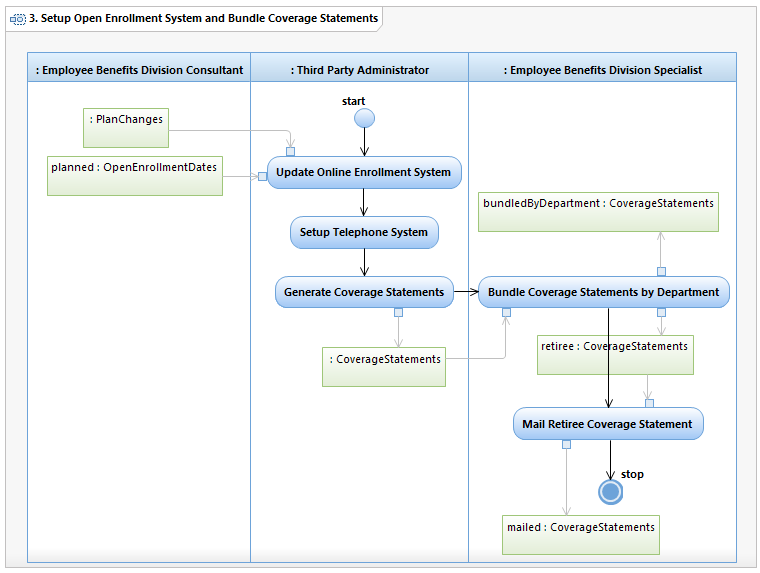 3. Setup Open Enrollment System and Bundle Coverage Statements
: Employee Benefits Division Consultant
: Third Party Administrator
: Employee Benefits Division Specialist
start
: PlanChanges
planned : OpenEnrollmentDates
Update Online Enrollment System
bundledByDepartment : CoverageStatements
Setup Telephone System
Generate Coverage Statements
Bundle Coverage Statements by Department
: CoverageStatements
retiree : CoverageStatements
Mail Retiree Coverage Statement
stop
mailed : CoverageStatements